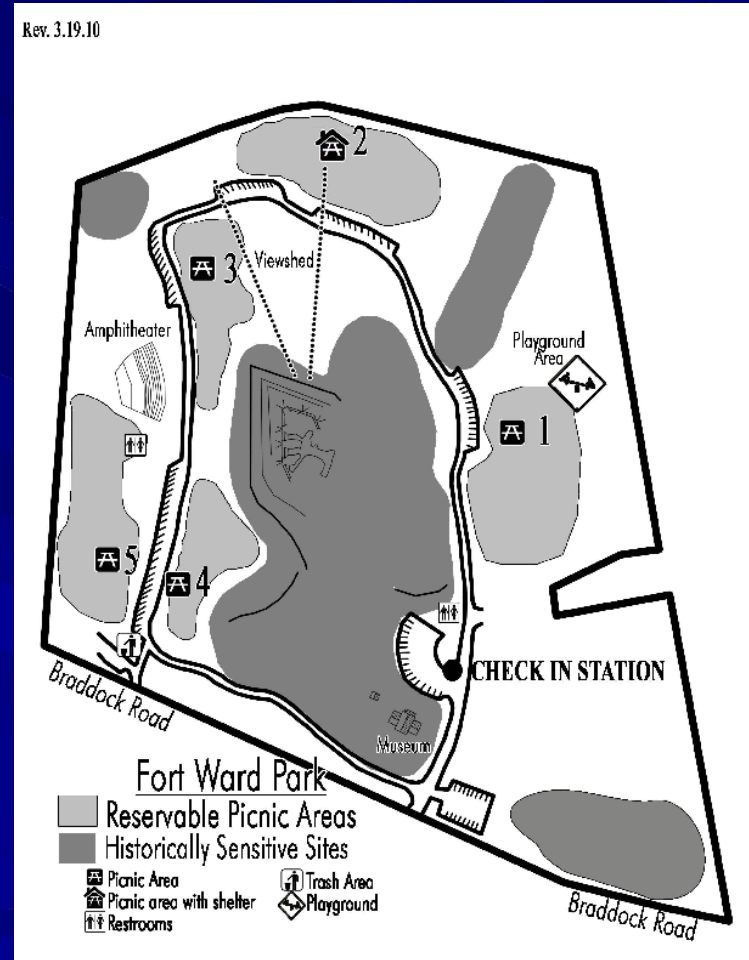 Rev. 3.19.10
2
3
Viewshed
Amphitheater
Playground
Area
1
5
4
CHECK IN STATION
Braddock Road
Museum
Fort Ward Park
Reservable Picnic Areas
Historically Sensitive Sites
Picnic Area
Trash Area
Picnic area with shelter
Playground
Restrooms
Braddock Road